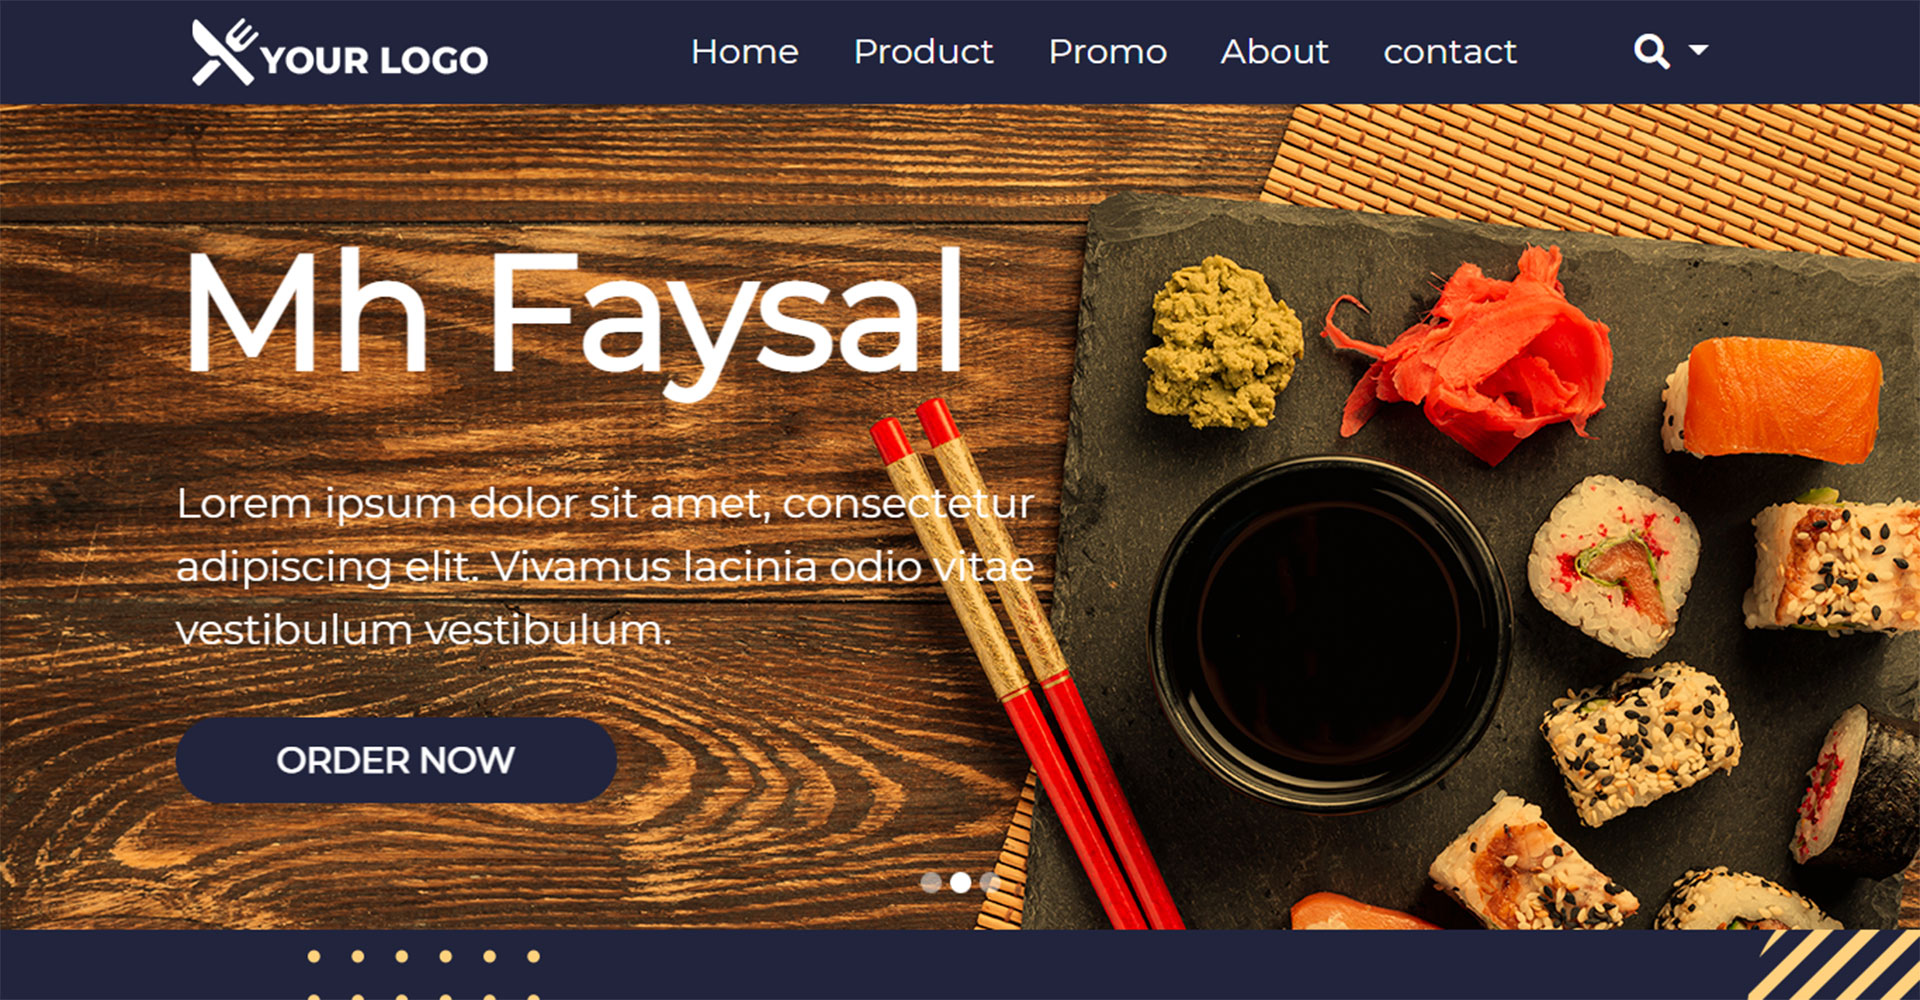 YOUR LOGO
Home Product Promo About contact
Mh Faysal
Lorem ipsum dolor sit amet, consectetur
adipiscing elit. Vivamus lacinia odio vitae
vestibulum vestibulum.
ORDER NOW